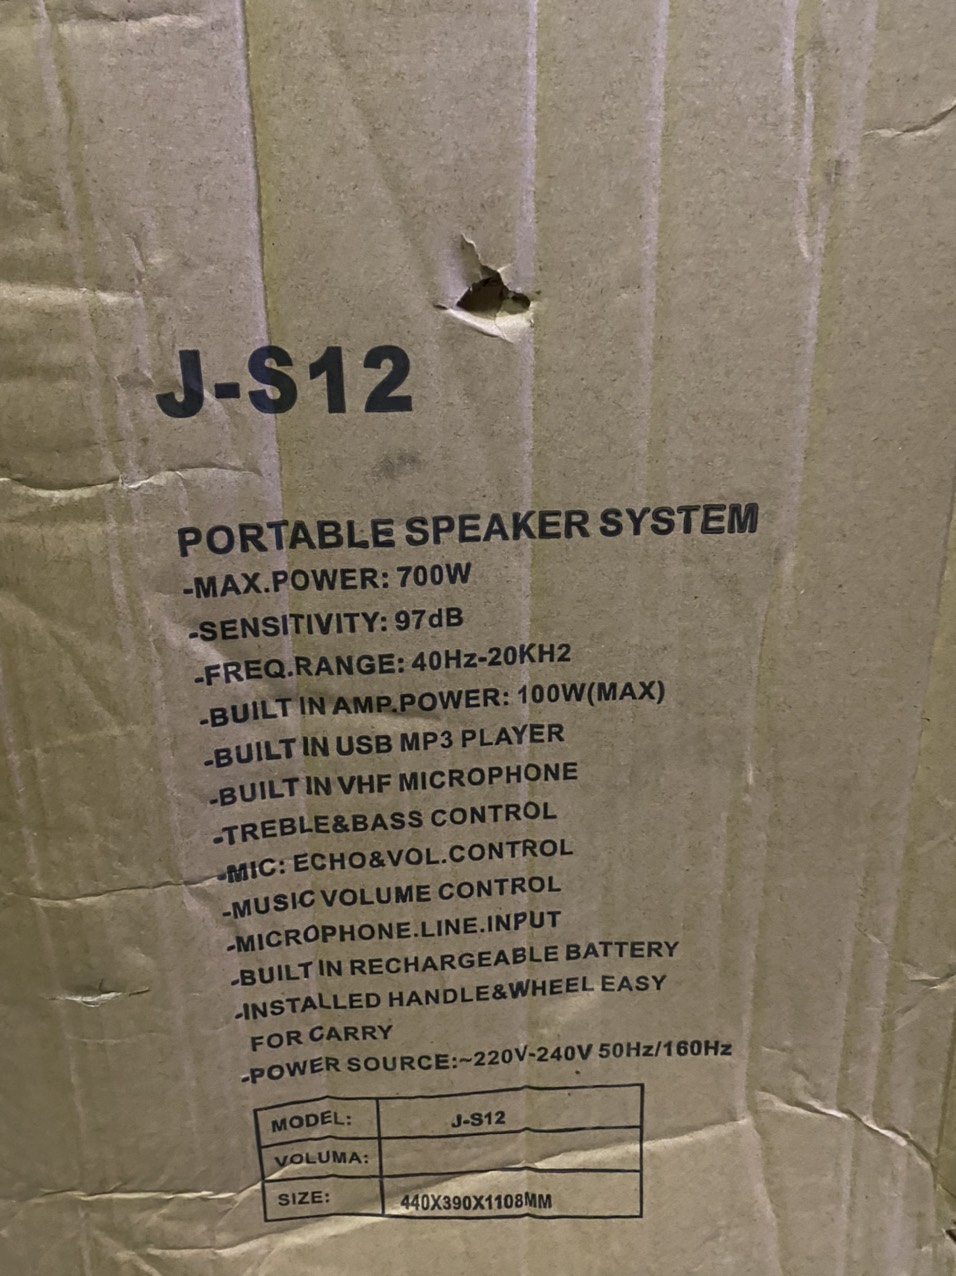 J-S12
PORTABLE SPEAKER SYSTEM
-MAX.POWER: 700W
-SENSITIVITY: 97dB
-FREQ.RANGE: 40Hz-20KH2
-BUILT IN AMP.POWER: 100W(MAX)
-BUILT IN USB MP3 PLAYER
-BUILT IN VHF MICROPHONE
-TREBLE&BASS CONTROL
-MIC: ECHO&VOL.CONTROL
-MUSIC VOLUME CONTROL
-MICROPHONE.LINE.INPUT
-BUILT IN RECHARGEABLE BATTERY
-INSTALLED HANDLE&WHEEL EASY
FOR CARRY
-POWER SOURCE:~220V-240V 50Hz/160Hz
MODEL: J-S12
VOLUMA:
SIZE: 440X390X1108MM